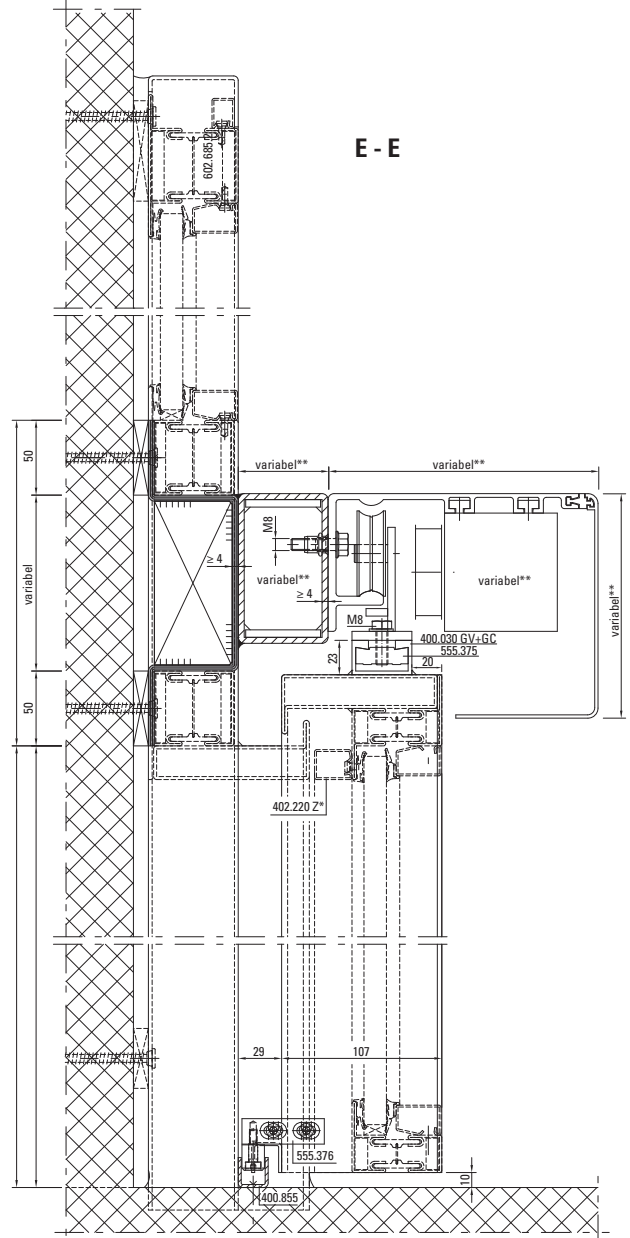 E - E
602.685 Z
50
variabel**
variabel**
M8
variabel
≥ 4
variabel**
variabel**
≥ 4
variabel**
M8
400.030 GV+GC
555.375
23
20
50
402.220 Z*
29
107
555.376
400.855
10